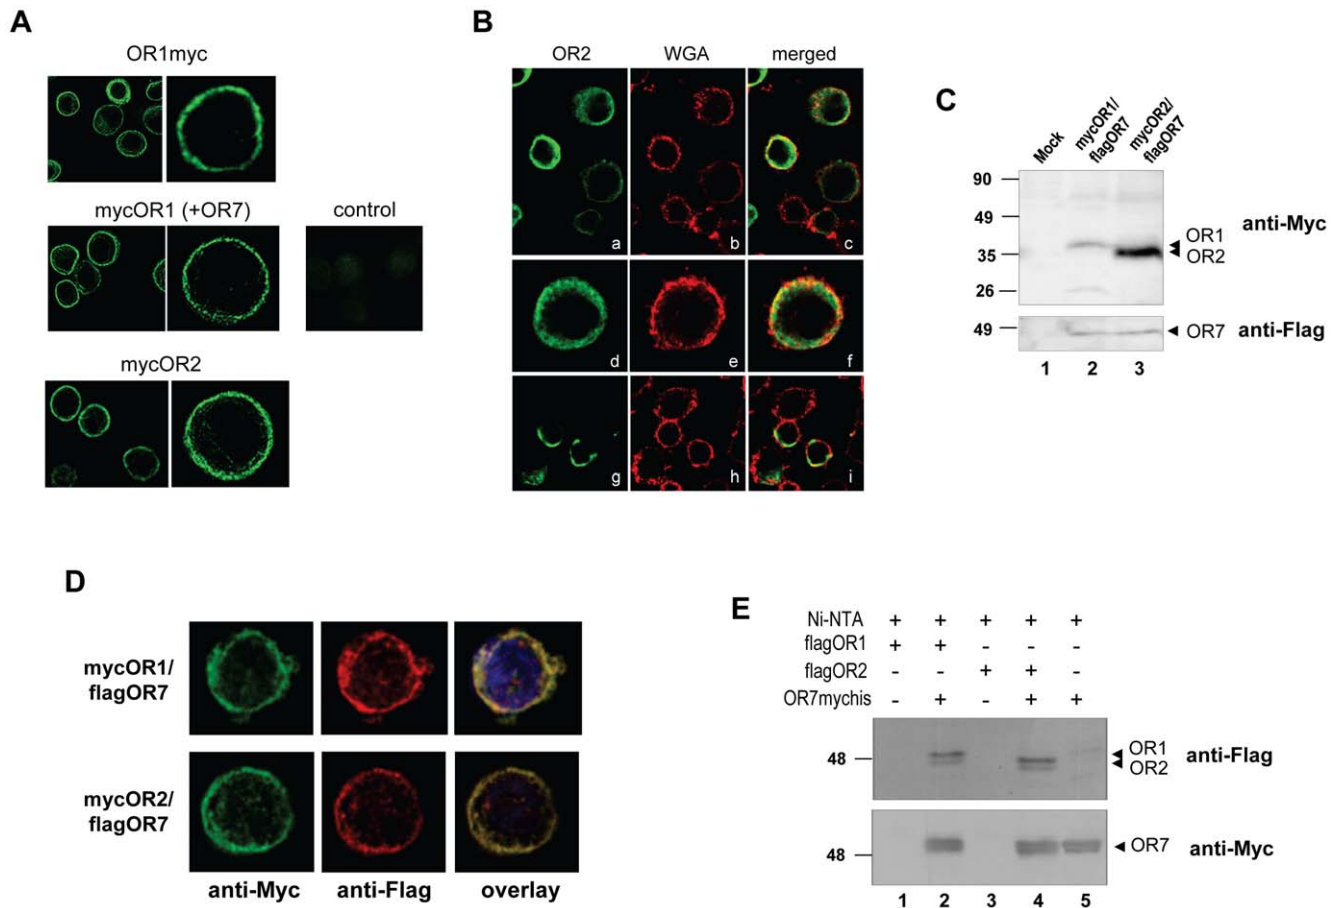 A
OR1myc
mycOR1 (+OR7)
control
mycOR2
B
OR2 WGA merged
a b c
d e f
g h i
C
Mock
mycOR1/
flagOR7
mycOR2/
flagOR7
90
49
35
26
OR1
OR2
anti-Myc
49
OR7
anti-Flag
1 2 3
D
mycOR1/
flagOR7
mycOR2/
flagOR7
anti-Myc anti-Flag overlay
E
Ni-NTA + + + + +
flagOR1 + + - - -
flagOR2 - - + + -
OR7mychis - + - + +
48
OR1
OR2
anti-Flag
48
OR7
anti-Myc
1 2 3 4 5